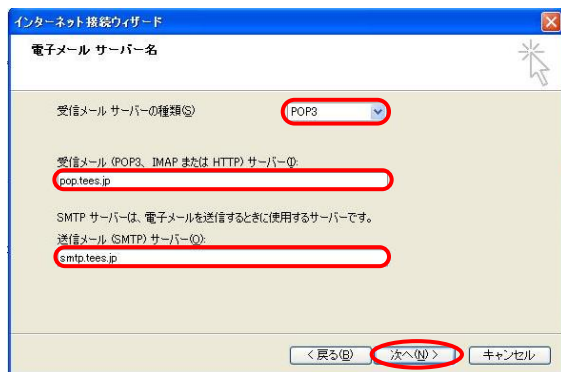 インターネット接続ウィザード
電子メール サーバー名
受信メール サーバーの種類(S)
POP3
受信メール (POP3、IMAP または HTTP) サーバー(I):
pop.tees.jp
SMTP サーバーは、電子メールを送信するときに使用するサーバーです。
送信メール (SMTP) サーバー(O):
smtp.tees.jp
< 戻る(B)
次へ(N) >
キャンセル